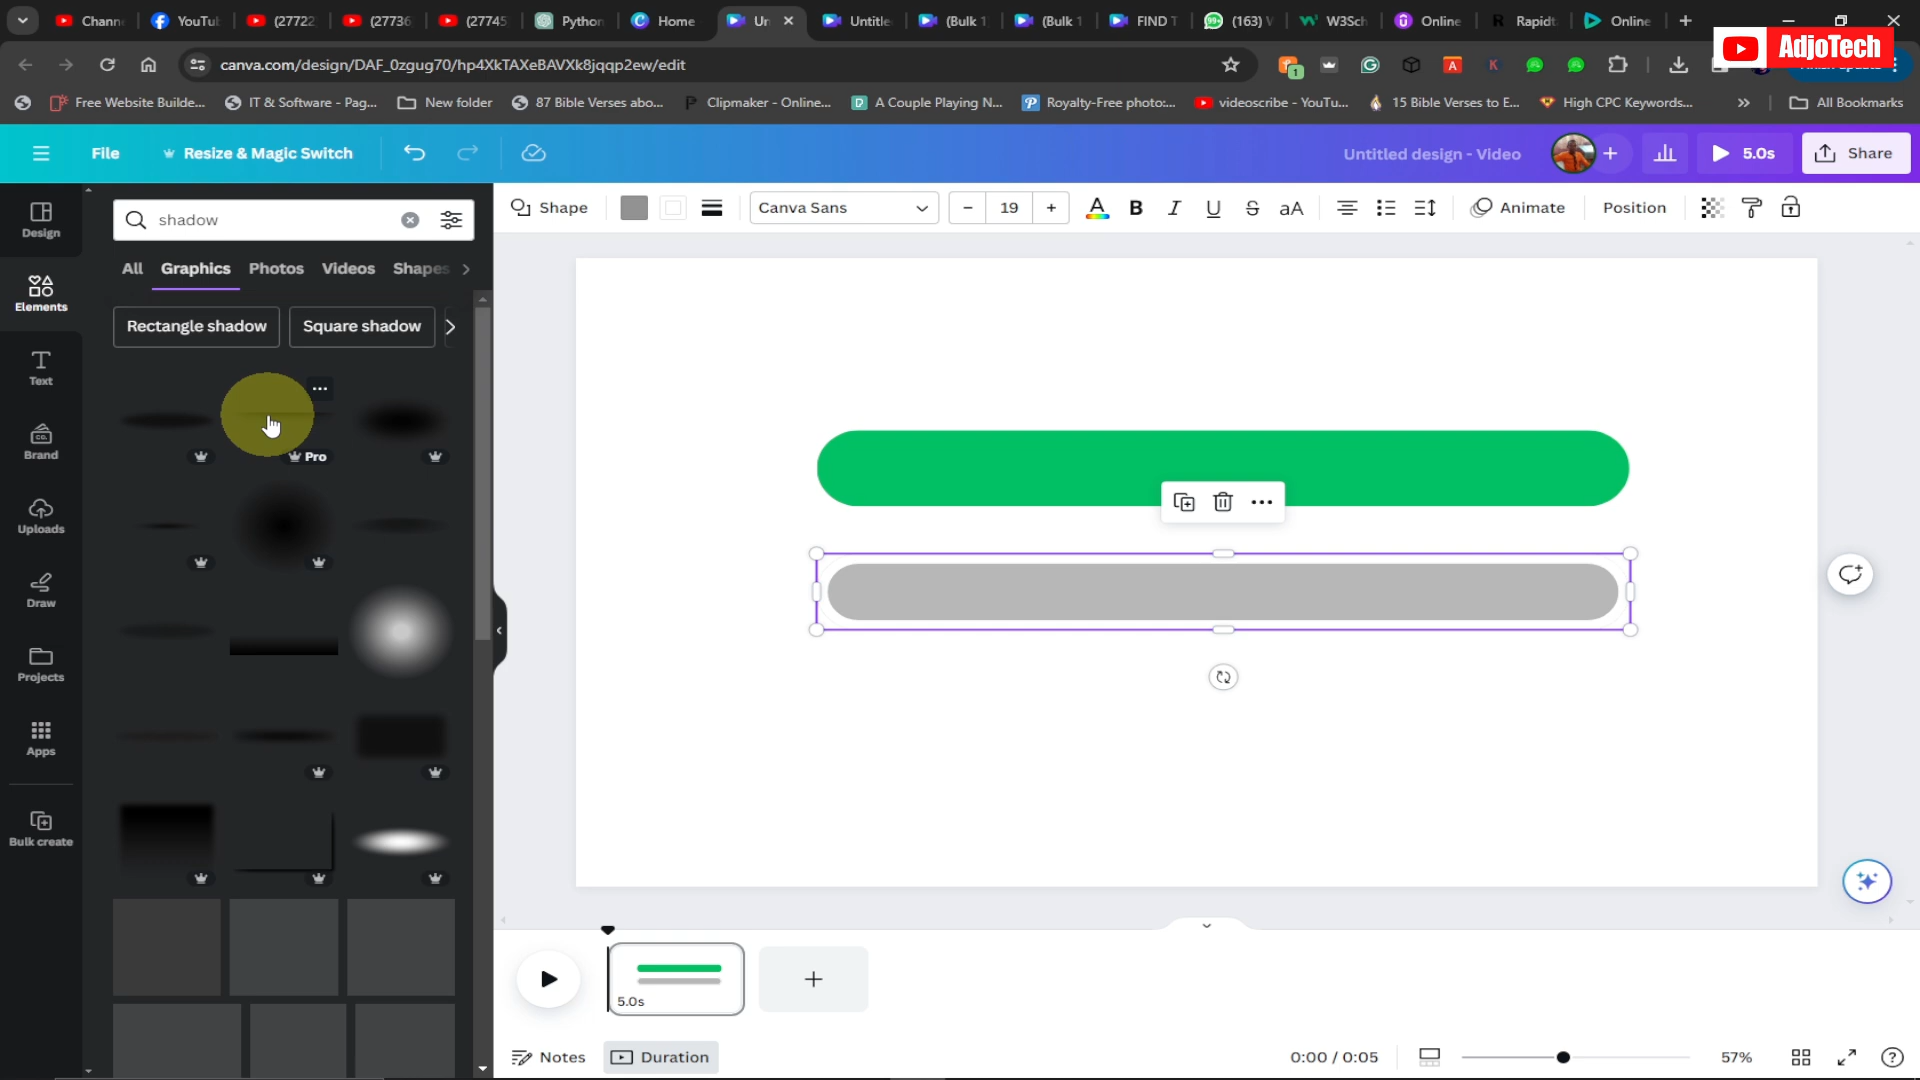 Chann
YouTub
(27722
(27736
(27745
Python
Home
Un
Untitle
(Bulk 1
(Bulk 1
FIND T
(163) W
W3Sch
Online
Rapidt
Online
AdjoTech
canva.com/design/DAF_0zgug70/hp4XkTAXeBAVXk8jqqp2ew/edit
Free Website Builde...
IT & Software - Pag...
New folder
87 Bible Verses abo...
Clipmaker - Online...
A Couple Playing N...
Royalty-Free photo:...
videoscribe - YouTu...
15 Bible Verses to E...
High CPC Keywords...
All Bookmarks
File
Resize & Magic Switch
Untitled design - Video
5.0s
Share
Design
Elements
Text
Brand
Uploads
Draw
Projects
Apps
Bulk create
shadow
All
Graphics
Photos
Videos
Shapes
Rectangle shadow
Square shadow
Pro
Shape
Canva Sans
19
Animate
Position
5.0s
Notes
Duration
0:00 / 0:05
57%